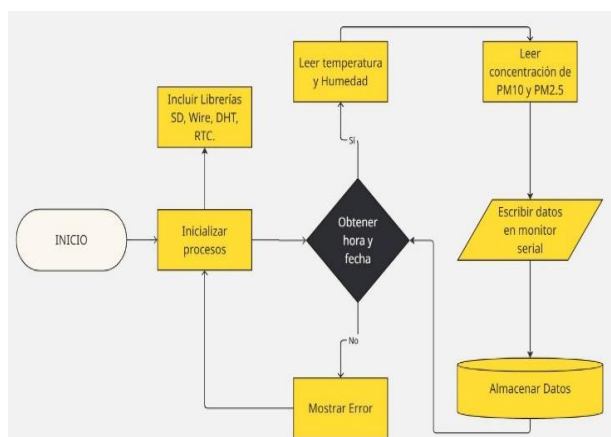 Leer temperatura
y Humedad
Leer
concentración de
PM10 y PM2.5
Incluir Librerías
SD, Wire, DHT,
RTC.
Sí
INICIO
Inicializar
procesos
Obtener
hora y
fecha
Escribir datos
en monitor
serial
No
Mostrar Error
Almacenar Datos